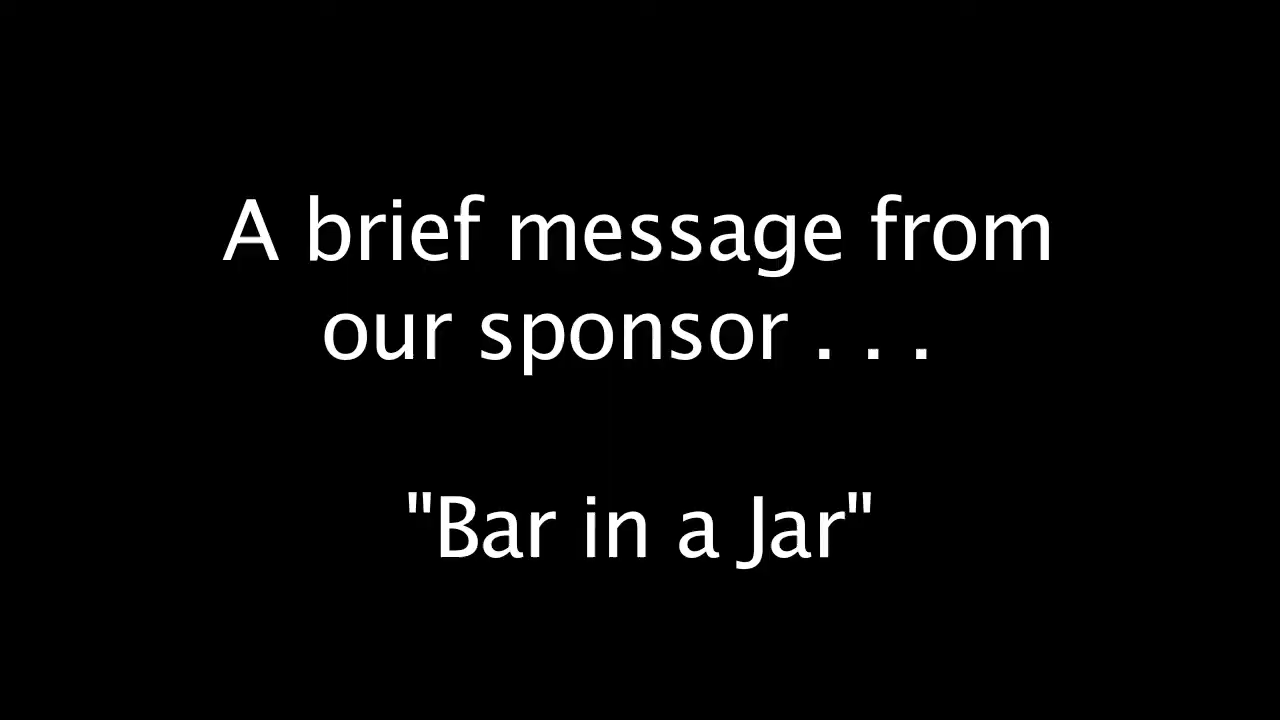 A brief message from
our sponsor . . .
"Bar in a Jar"